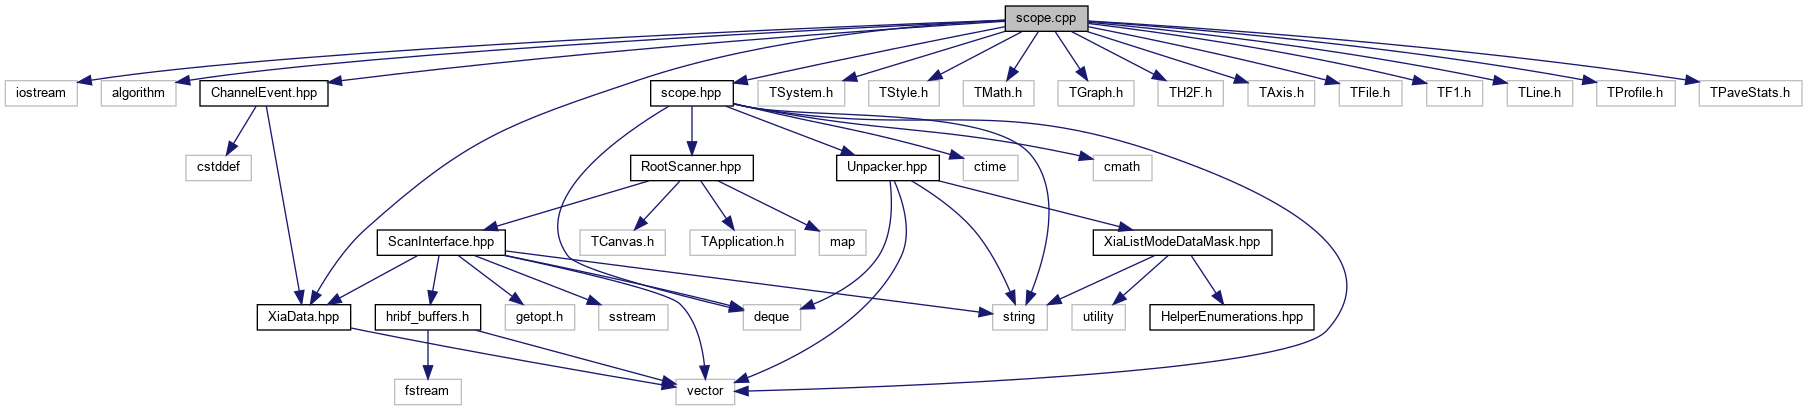 scope.cpp
iostream
algorithm
ChannelEvent.hpp
scope.hpp
TSystem.h
TStyle.h
TMath.h
TGraph.h
TH2F.h
TAxis.h
TFile.h
TF1.h
TLine.h
TProfile.h
TPaveStats.h
cstddef
RootScanner.hpp
Unpacker.hpp
ctime
cmath
ScanInterface.hpp
TCanvas.h
TApplication.h
map
XiaListModeDataMask.hpp
XiaData.hpp
hribf_buffers.h
getopt.h
sstream
deque
string
utility
HelperEnumerations.hpp
fstream
vector